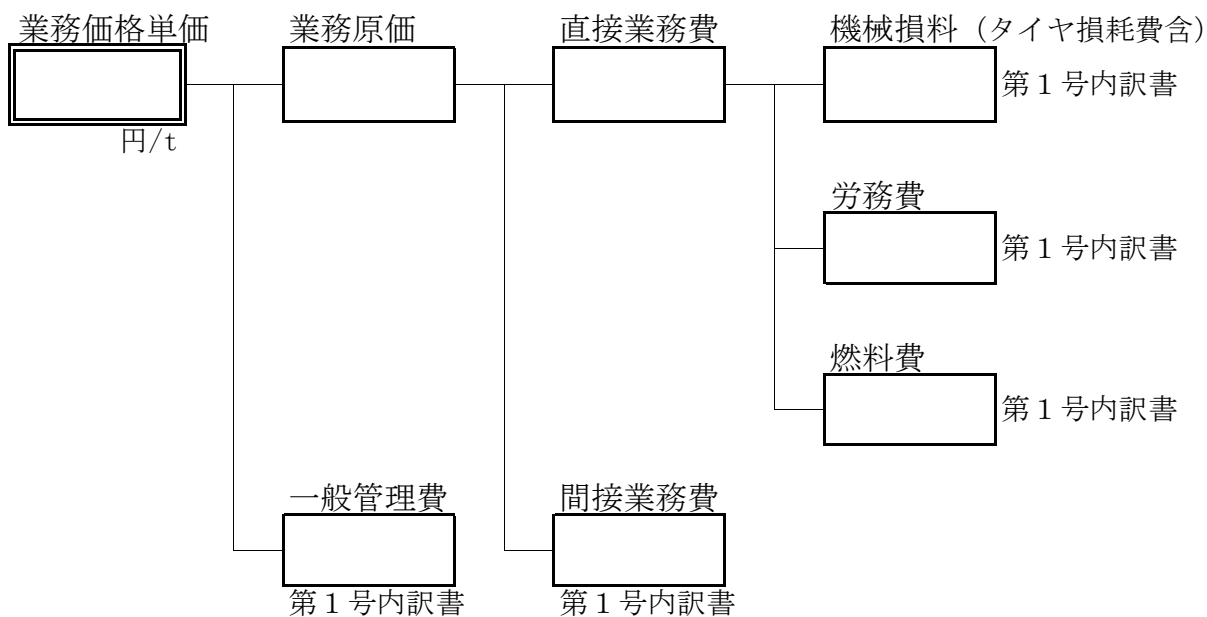 業務価格単価
業務原価
直接業務費
機械損料（タイヤ損耗費含）
第１号内訳書
円/t
労務費
第１号内訳書
燃料費
第１号内訳書
一般管理費
間接業務費
第１号内訳書
第１号内訳書